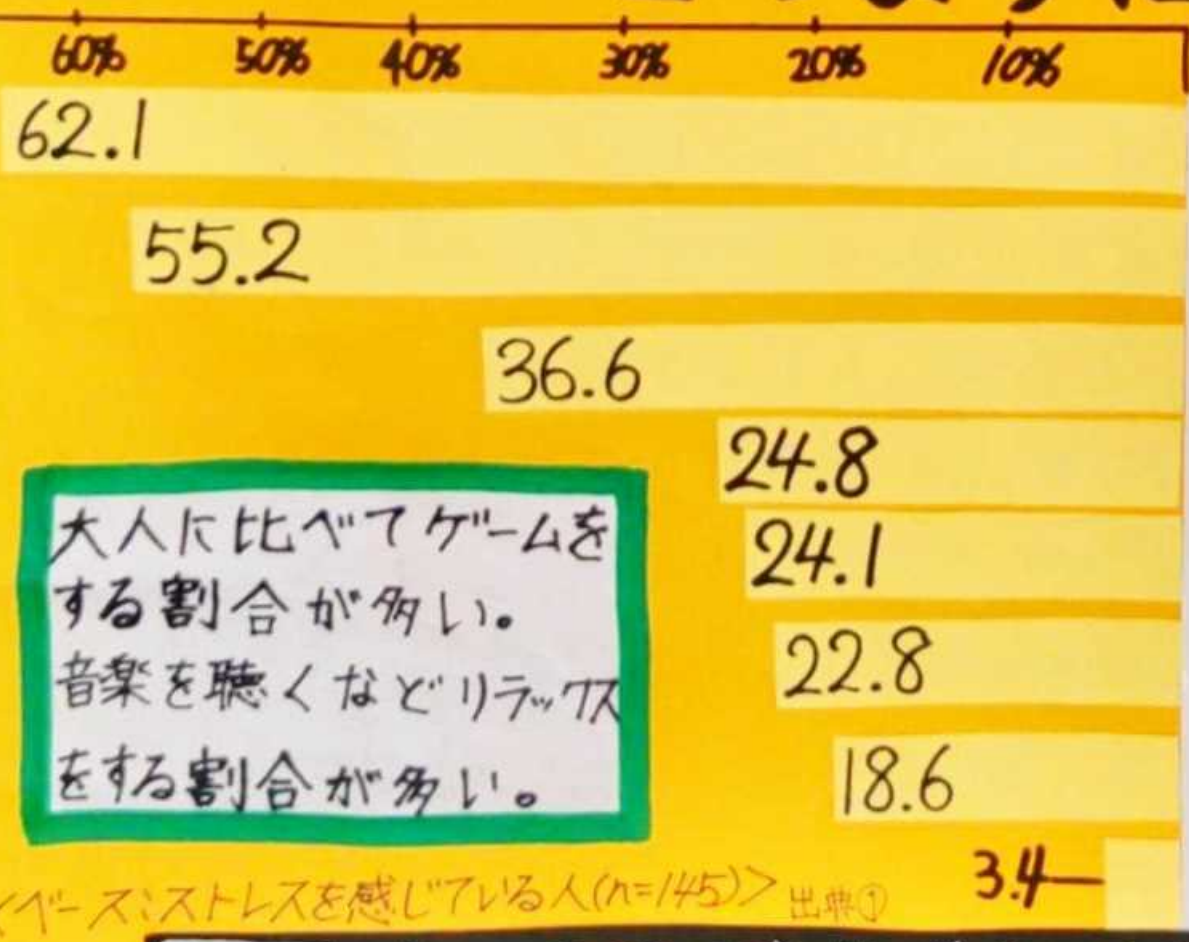 60% 50% 40% 30% 20% 10%
62.1
55.2
36.6
24.8
24.1
22.8
18.6
3.4
大人に比べてゲームを
する割合が多い。
音楽を聴くなどリラックス
をする割合が多い。
<ベース:ストレスを感じている人(n=145)> 出典①